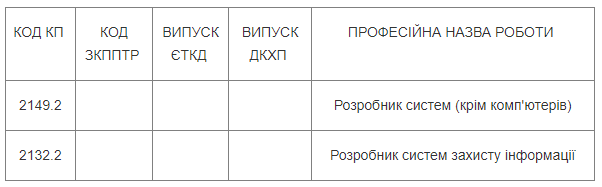 КОД КП КОД ЗКППТР ВИПУСК ЄТКД ВИПУСК ДКХП ПРОФЕСІЙНА НАЗВА РОБОТИ
2149.2 Розробник систем (крім комп'ютерів)
2132.2 Розробник систем захисту інформації